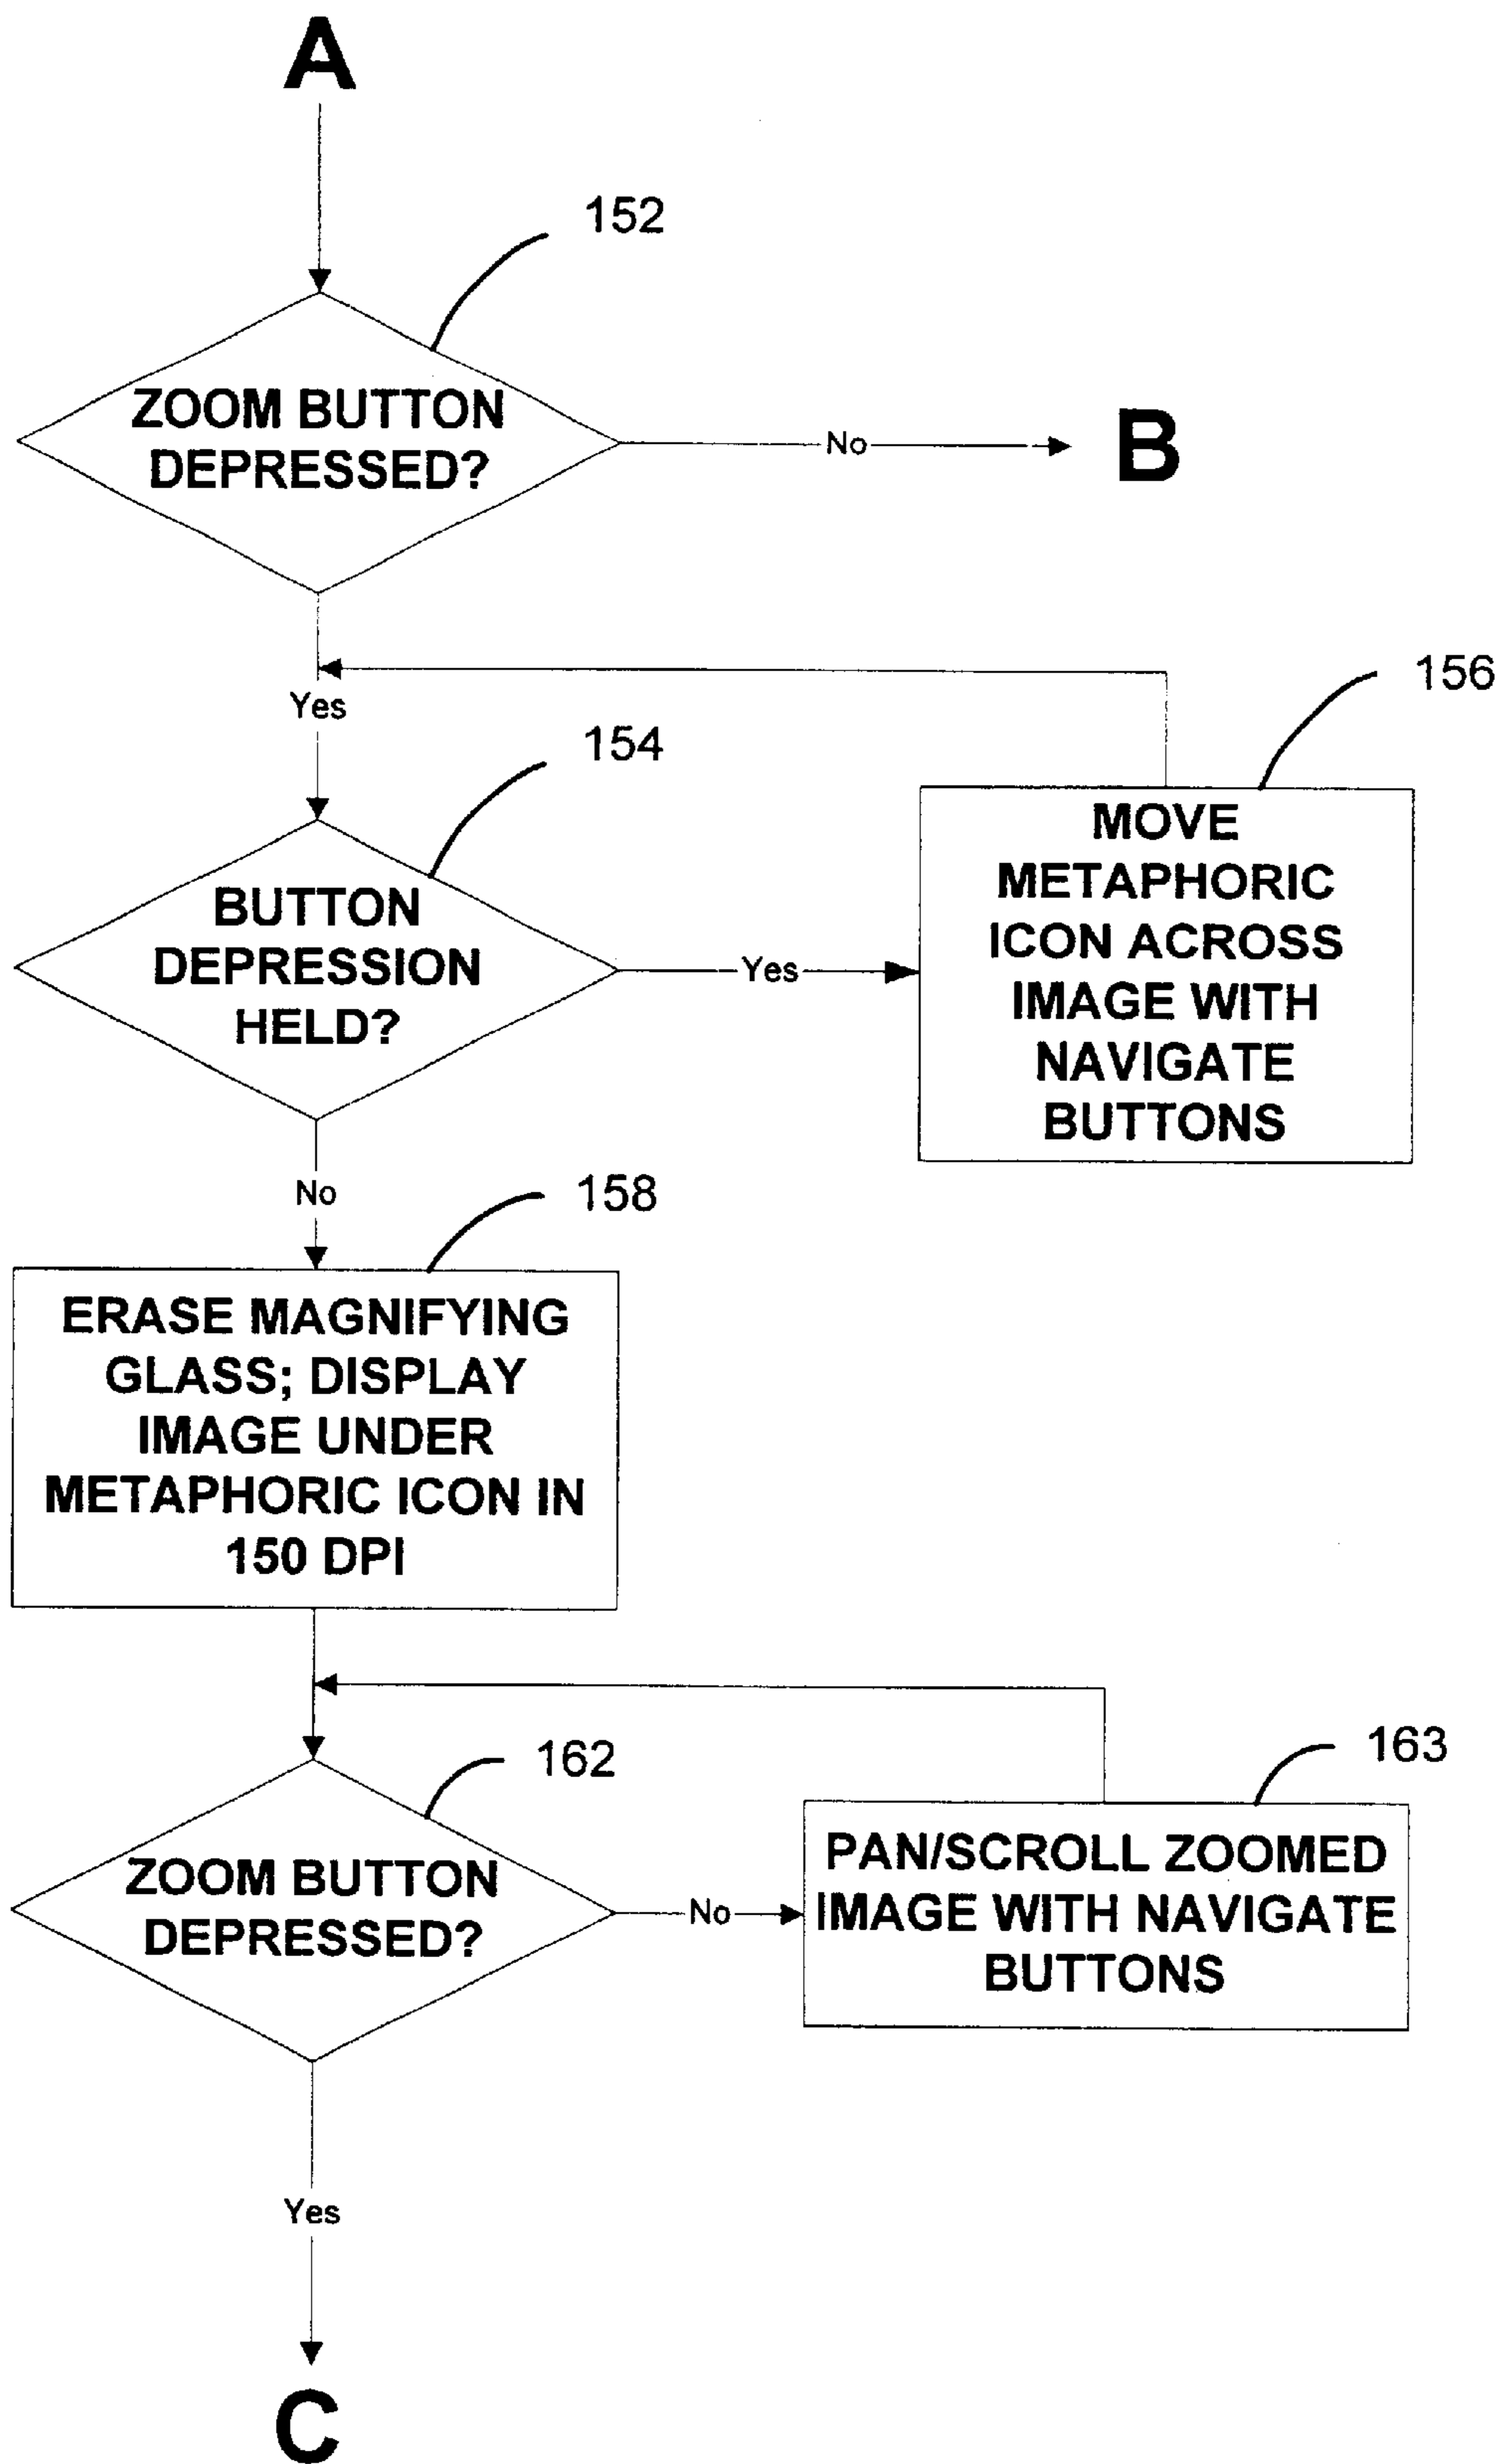 A
152
ZOOM BUTTON
DEPRESSED?
No
B
Yes
156
154
BUTTON
DEPRESSION
HELD?
Yes
MOVE
METAPHORIC
ICON ACROSS
IMAGE WITH
NAVIGATE
BUTTONS
No
158
ERASE MAGNIFYING
GLASS; DISPLAY
IMAGE UNDER
METAPHORIC ICON IN
150 DPI
162
163
ZOOM BUTTON
DEPRESSED?
No
PAN/SCROLL ZOOMED
IMAGE WITH NAVIGATE
BUTTONS
Yes
C